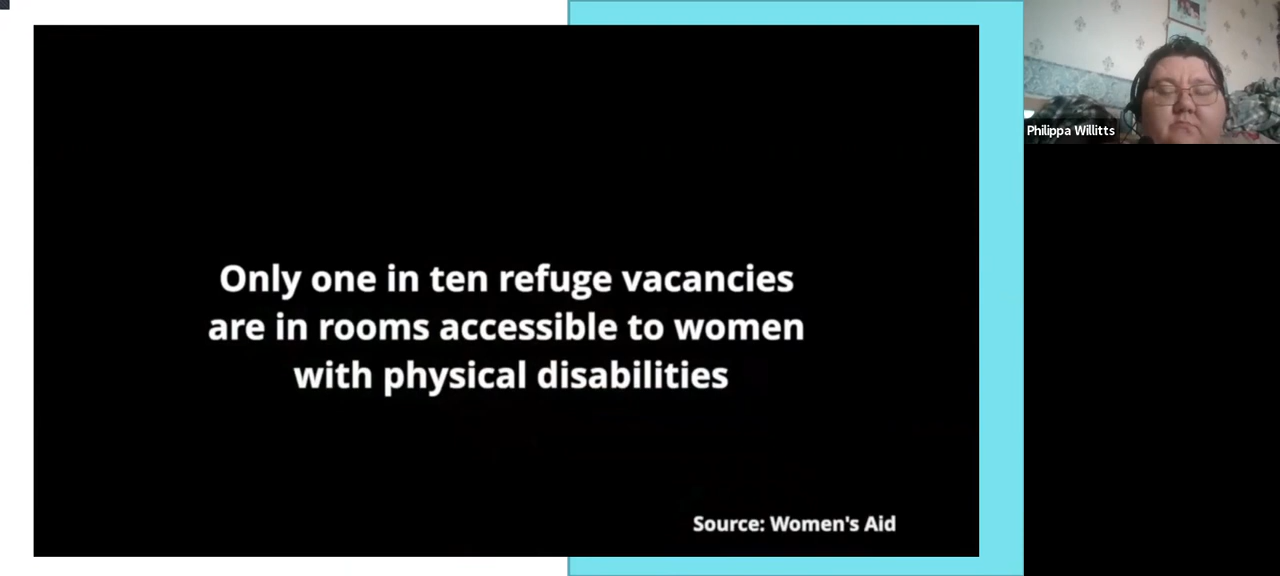 Only one in ten refuge vacancies
are in rooms accessible to women
with physical disabilities
Source: Women's Aid
Philippa Willitts